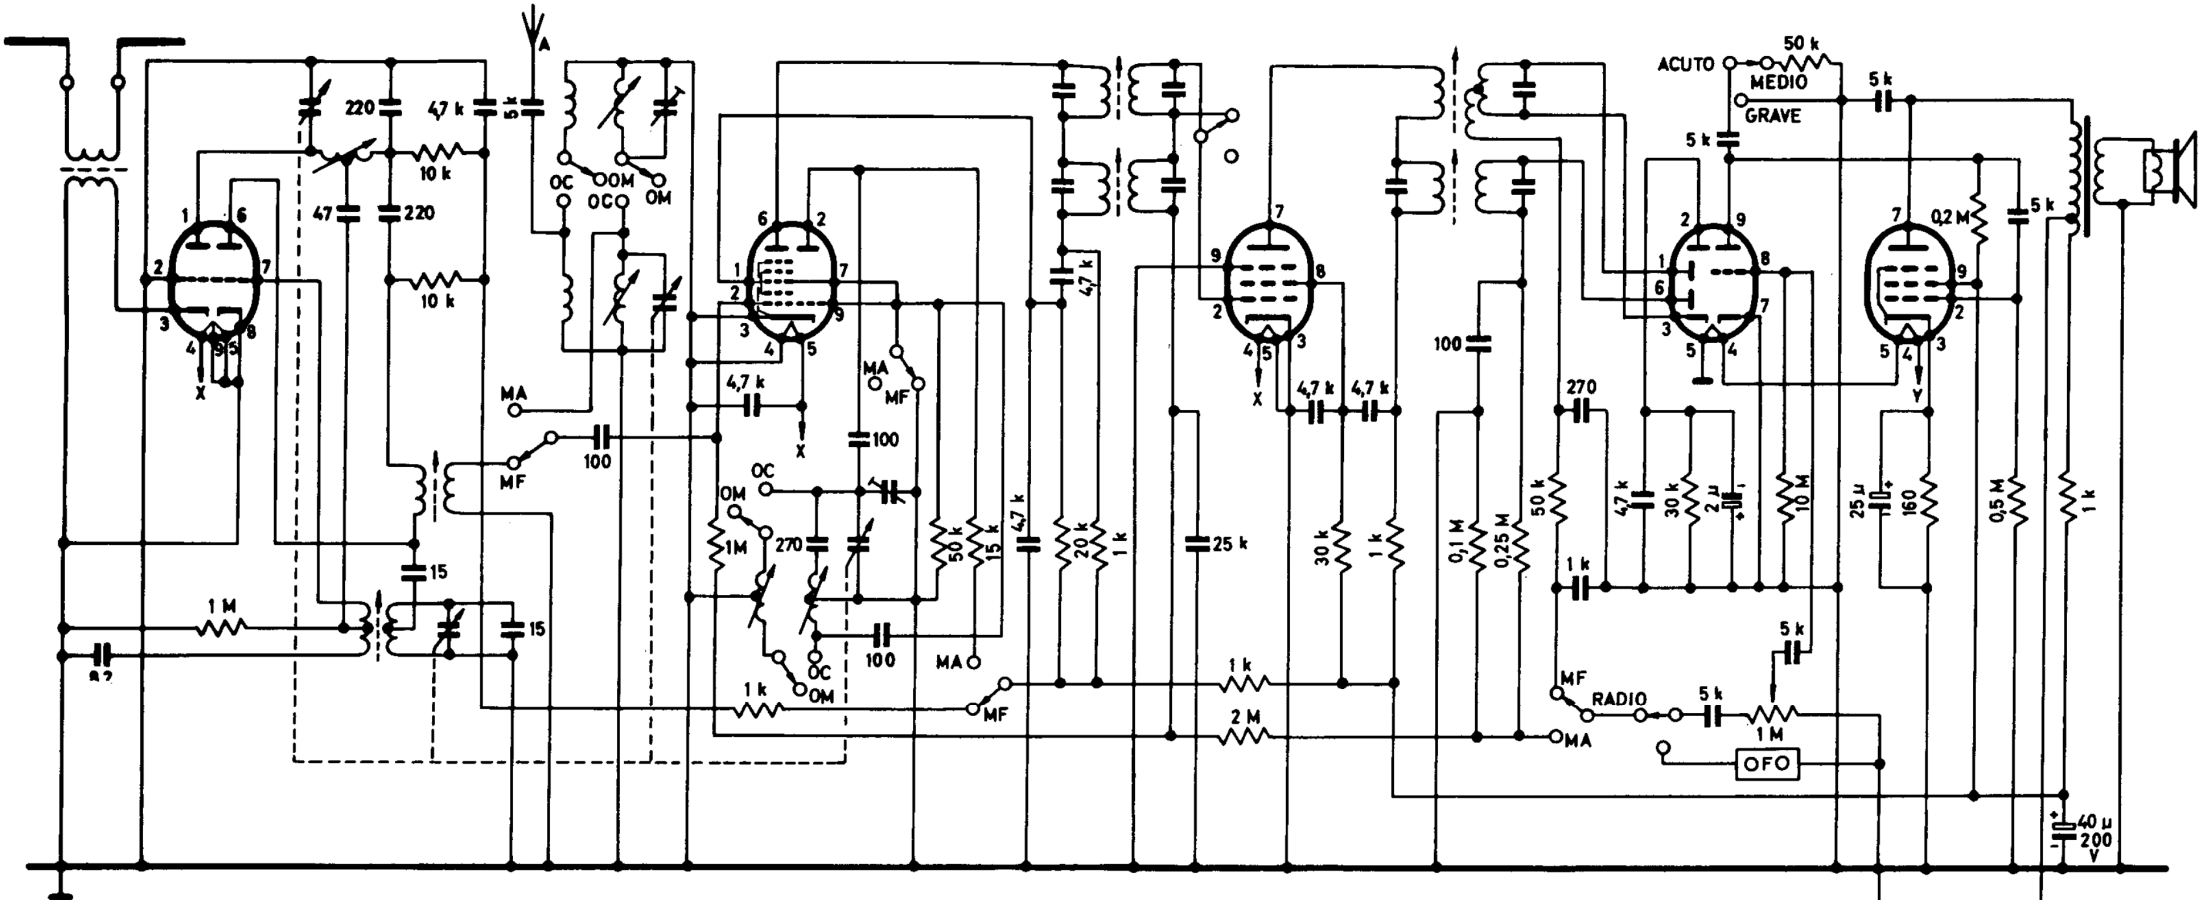 A
50 k
ACUTO
MEDIO
GRAVE
5 k
220
4,7 k
5 k
10 k
47
220
10 k
OC
OM
OC
OM
5 k
0,2 M
5 k
1
6
2
7
3
8
4
9
5
X
6
2
1
7
2
9
3
4
5
X
7
9
8
2
4
5
3
X
2
9
1
8
6
7
3
5
4
7
9
2
5
4
3
Y
4,7 k
MA
MF
100
4,7 k
MA
MF
100
OC
OM
1M
270
50 k
15 k
4,7 k
20 k
1 k
25 k
4,7 k
4,7 k
30 k
1 k
100
0,1 M
0,25 M
50 k
270
4,7 k
30 k
2 µ
10 M
25 µ
160
0,5 M
1 k
1 k
15
1 M
15
100
OC
OM
MA
MF
1 k
1 k
2 M
MF
MA
RADIO
5 k
5 k
1 M
OFO
+
-
40 µ
200
V